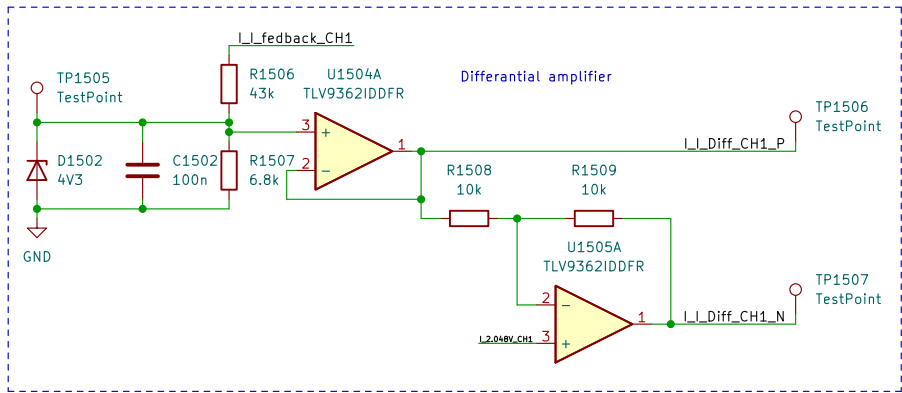 I_I_fedback_CH1
TP1505
TestPoint
R1506
43k
U1504A
TLV9362IDDFR
Differantial amplifier
TP1506
TestPoint
3
+
1
I_I_Diff_CH1_P
D1502
4V3
C1502
100n
R1507
6.8k
2
−
R1508
10k
R1509
10k
GND
U1505A
TLV9362IDDFR
TP1507
TestPoint
2
−
1
I_I_Diff_CH1_N
I_2.048V_CH1
3
+